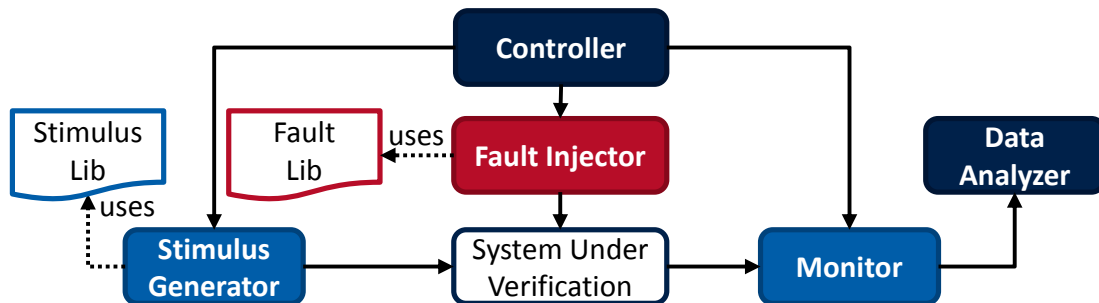 Controller
Stimulus
Lib
Fault
Lib
uses
Fault Injector
Data
Analyzer
uses
Stimulus
Generator
System Under
Verification
Monitor